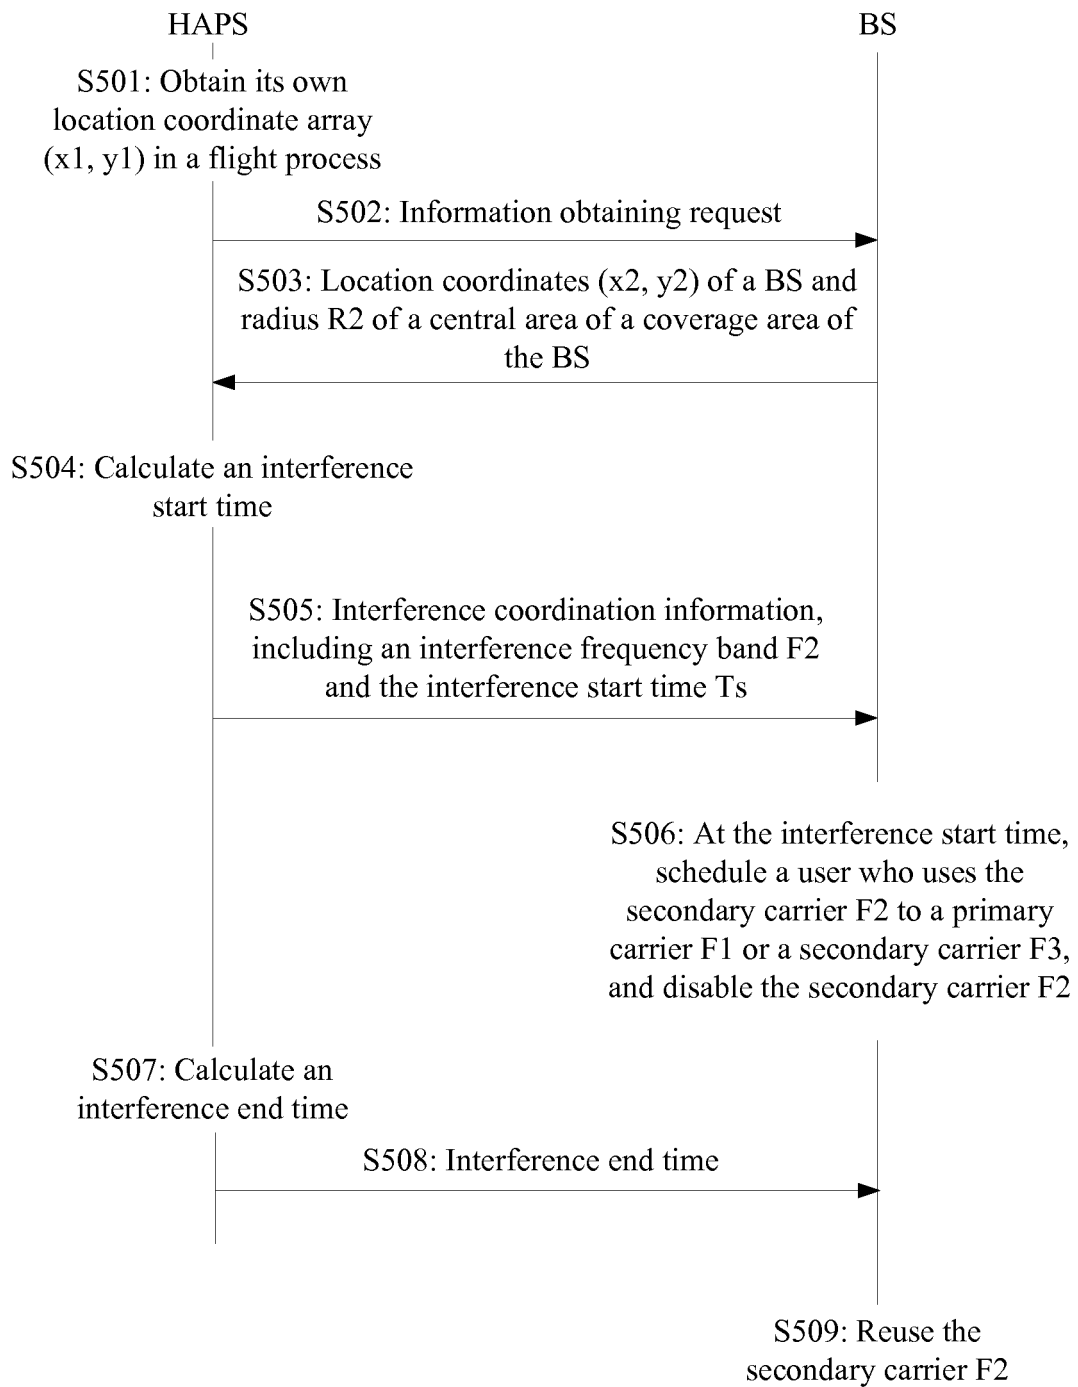 HAPS
BS
S501: Obtain its own
location coordinate array
(x1, y1) in a flight process
S502: Information obtaining request
S503: Location coordinates (x2, y2) of a BS and
radius R2 of a central area of a coverage area of
the BS
S504: Calculate an interference
start time
S505: Interference coordination information,
including an interference frequency band F2
and the interference start time Ts
S506: At the interference start time,
schedule a user who uses the
secondary carrier F2 to a primary
carrier F1 or a secondary carrier F3,
and disable the secondary carrier F2
S507: Calculate an
interference end time
S508: Interference end time
S509: Reuse the
secondary carrier F2